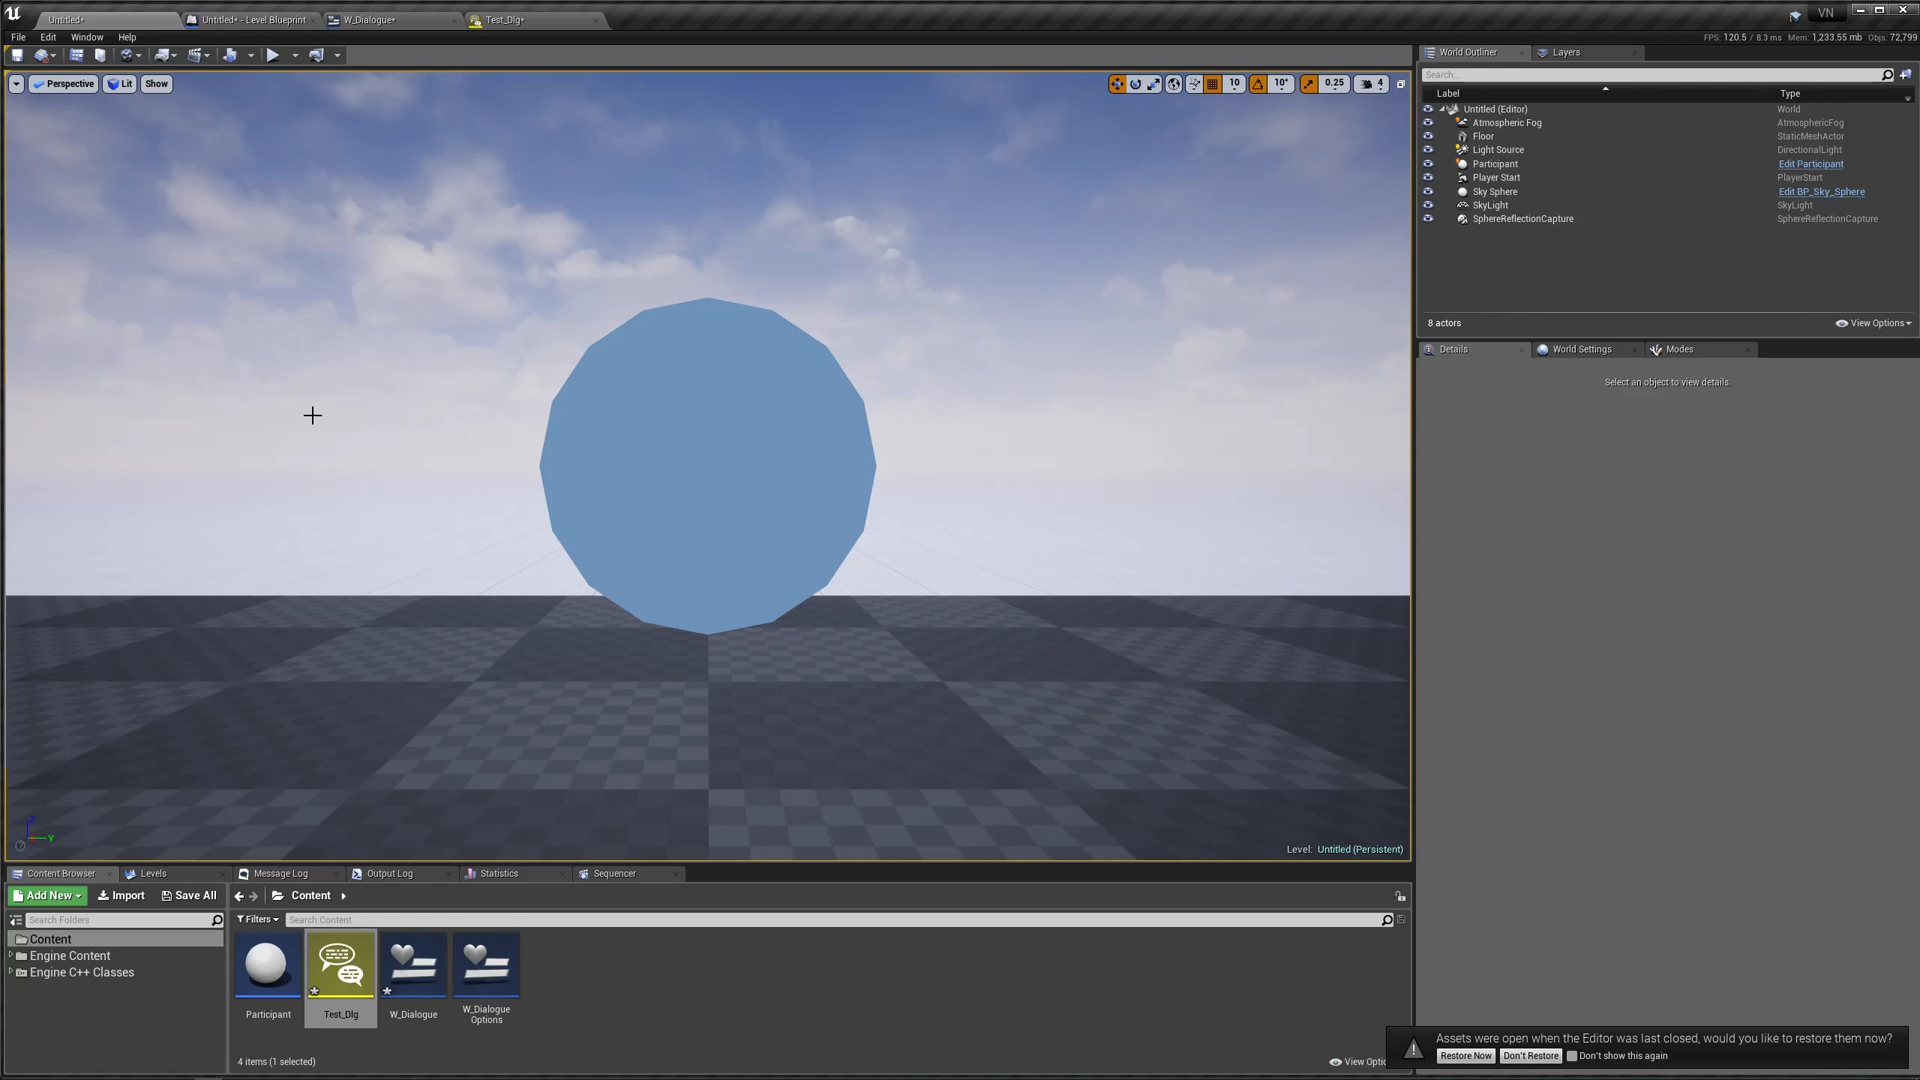 Untitled*
Untitled* - Level Blueprint
W_Dialogue*
Test_Dlg*
VN
File Edit Window Help
FPS: 120.5 / 8.3 ms Mem: 1,233.55 mb Objs: 72,799
Perspective Lit Show
10 10° 0.25 4
World Outliner Layers
Search...
Label Type
Untitled (Editor) World
Atmospheric Fog AtmosphericFog
Floor StaticMeshActor
Light Source DirectionalLight
Participant Edit Participant
Player Start PlayerStart
Sky Sphere Edit BP_Sky_Sphere
SkyLight SkyLight
SphereReflectionCapture SphereReflectionCapture
8 actors View Options
Details World Settings Modes
Select an object to view details.
Z
Y
Level: Untitled (Persistent)
Content Browser Levels Message Log Output Log Statistics Sequencer
Add New Import Save All Content
Search Folders Filters Search Content
Content
Engine Content
Engine C++ Classes
Participant Test_Dlg W_Dialogue W_Dialogue
Options
4 items (1 selected) View Optio
Assets were open when the Editor was last closed, would you like to restore them now?
Restore Now Don't Restore Don't show this again